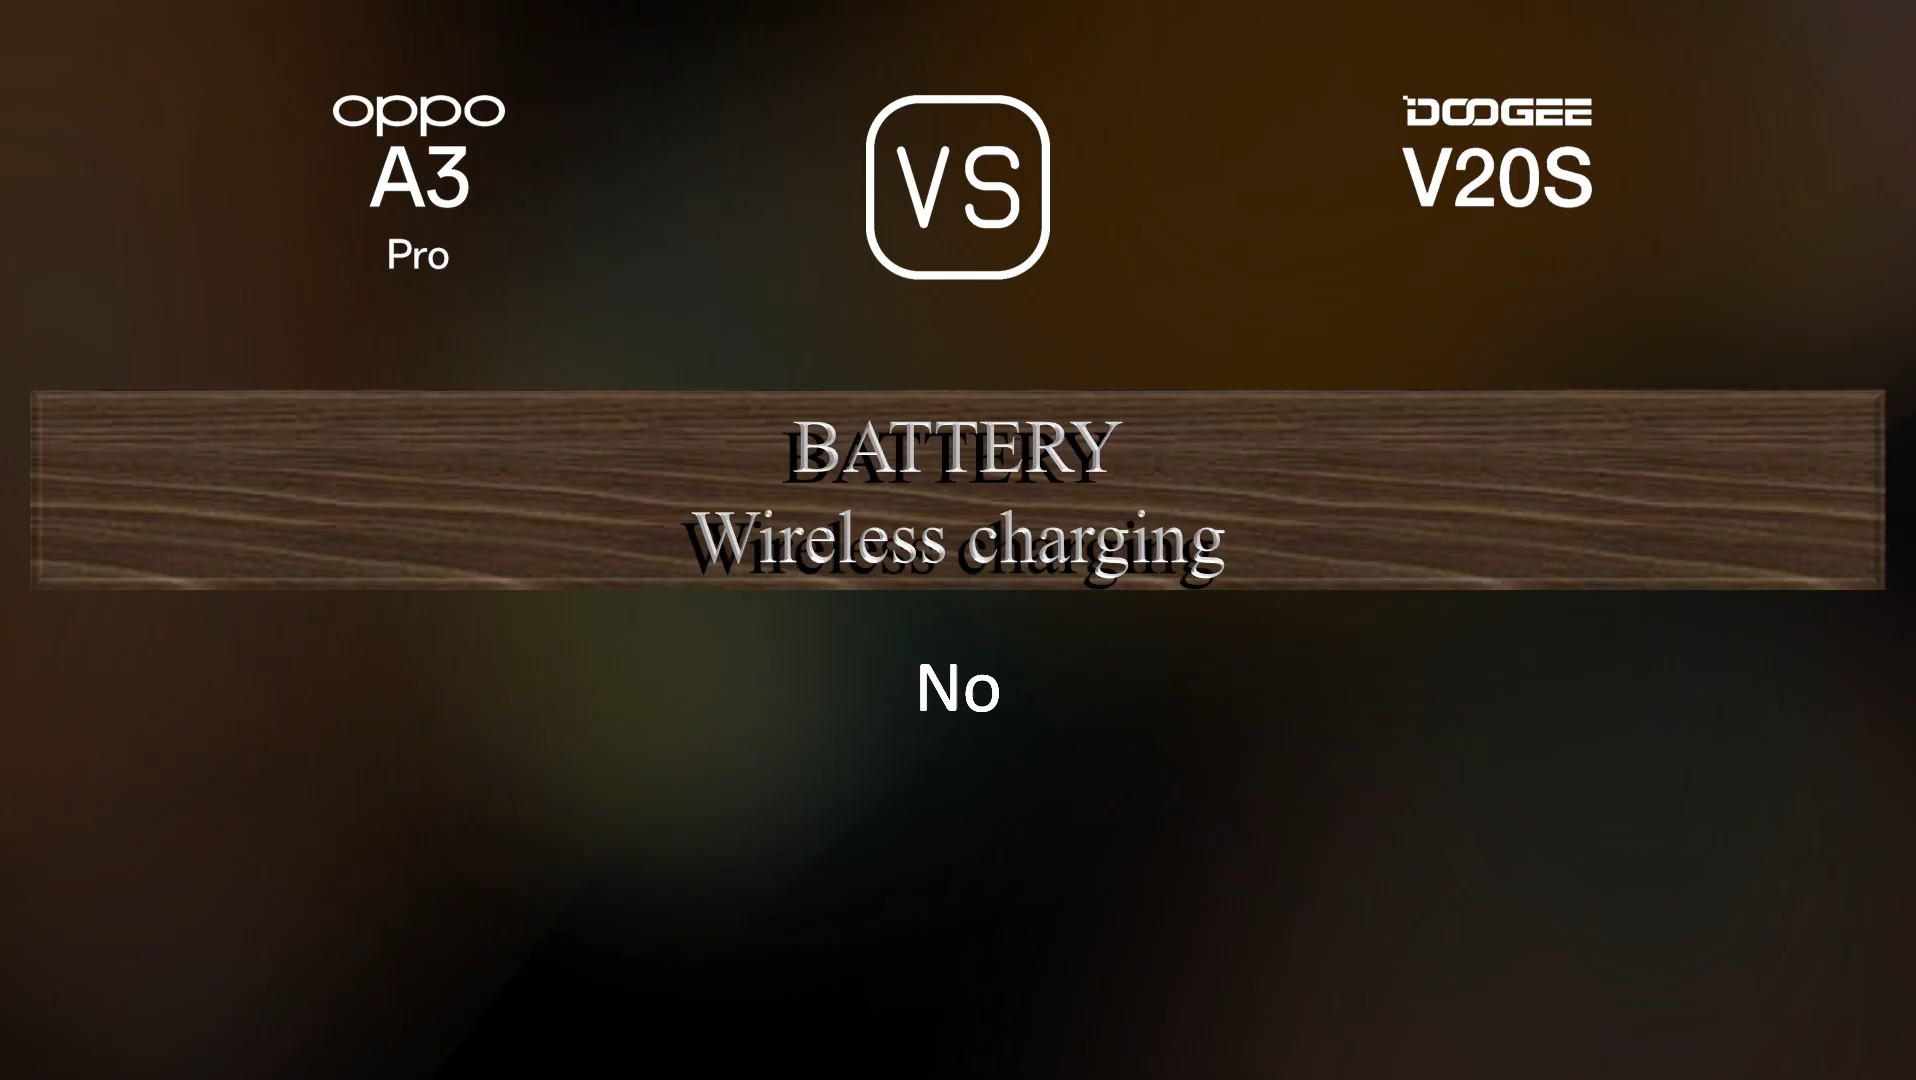 oppo
A3
Pro
VS
DOOGEE
V20S
BATTERY
Wireless charging
No